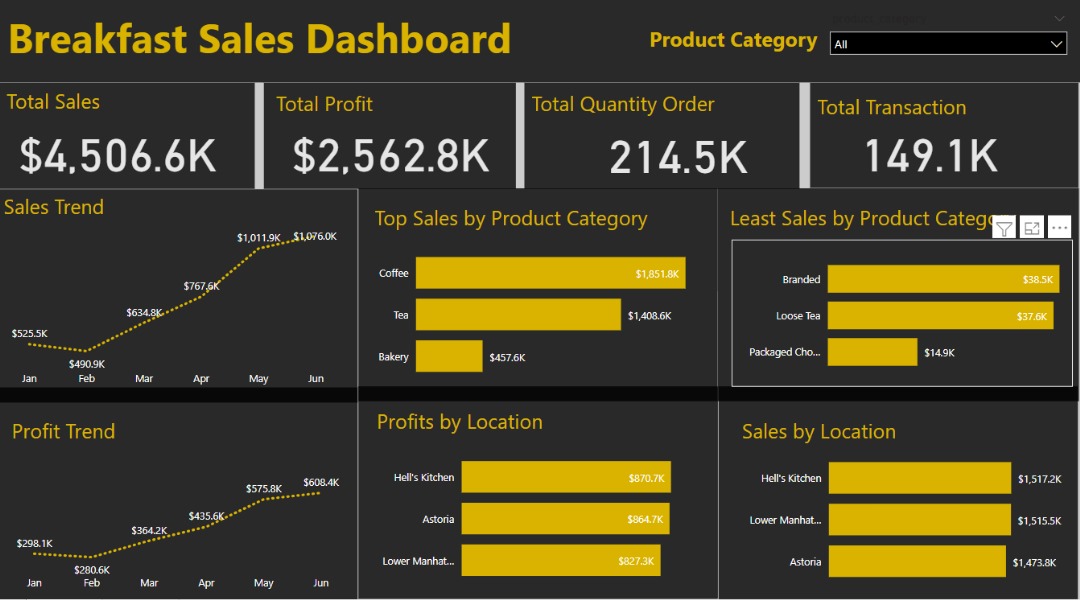 Breakfast Sales Dashboard
Product Category
All
Total Sales
$4,506.6K
Total Profit
$2,562.8K
Total Quantity Order
214.5K
Total Transaction
149.1K
Sales Trend
$525.5K
$490.9K
$634.8K
$767.6K
$1,011.9K
$1,076.0K
Jan
Feb
Mar
Apr
May
Jun
Top Sales by Product Category
Coffee
$1,851.8K
Tea
$1,408.6K
Bakery
$457.6K
Least Sales by Product Catego
Branded
$38.5K
Loose Tea
$37.6K
Packaged Cho...
$14.9K
Profit Trend
$298.1K
$280.6K
$364.2K
$435.6K
$575.8K
$608.4K
Jan
Feb
Mar
Apr
May
Jun
Profits by Location
Hell's Kitchen
$870.7K
Astoria
$864.7K
Lower Manhat...
$827.3K
Sales by Location
Hell's Kitchen
$1,517.2K
Lower Manhat...
$1,515.5K
Astoria
$1,473.8K